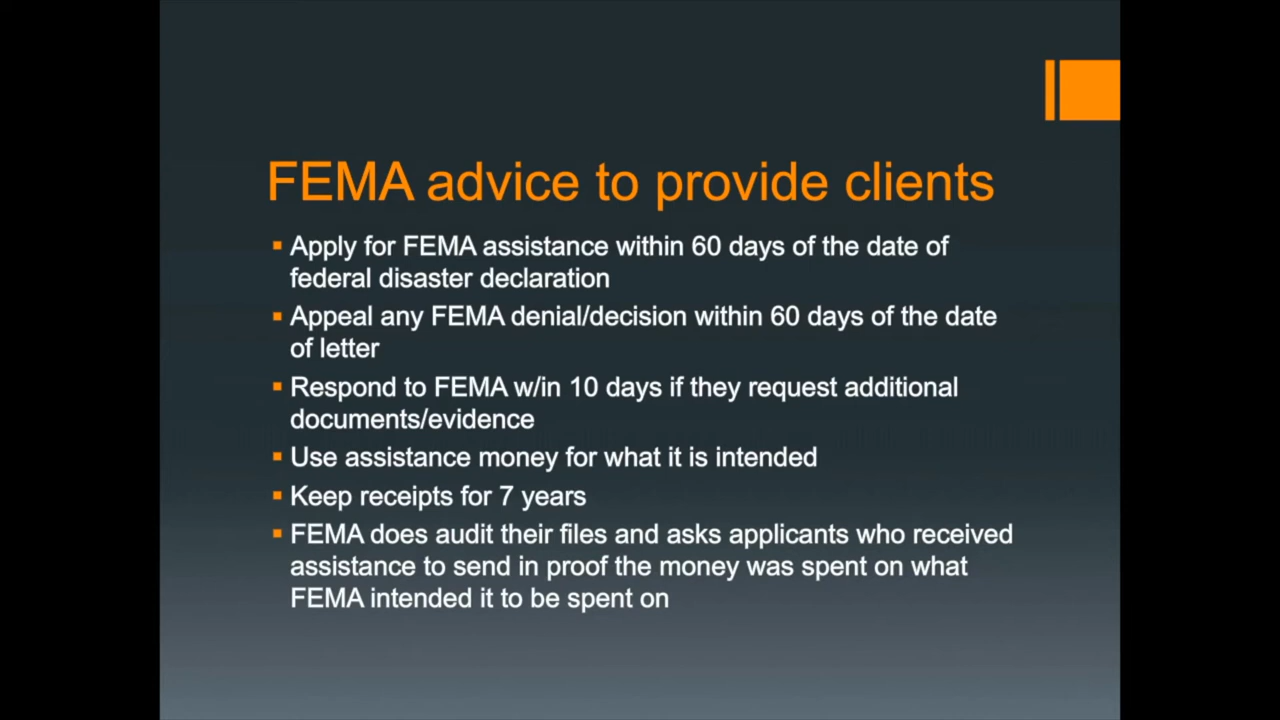 FEMA advice to provide clients
▪ Apply for FEMA assistance within 60 days of the date of
federal disaster declaration
▪ Appeal any FEMA denial/decision within 60 days of the date
of letter
▪ Respond to FEMA w/in 10 days if they request additional
documents/evidence
▪ Use assistance money for what it is intended
▪ Keep receipts for 7 years
▪ FEMA does audit their files and asks applicants who received
assistance to send in proof the money was spent on what
FEMA intended it to be spent on